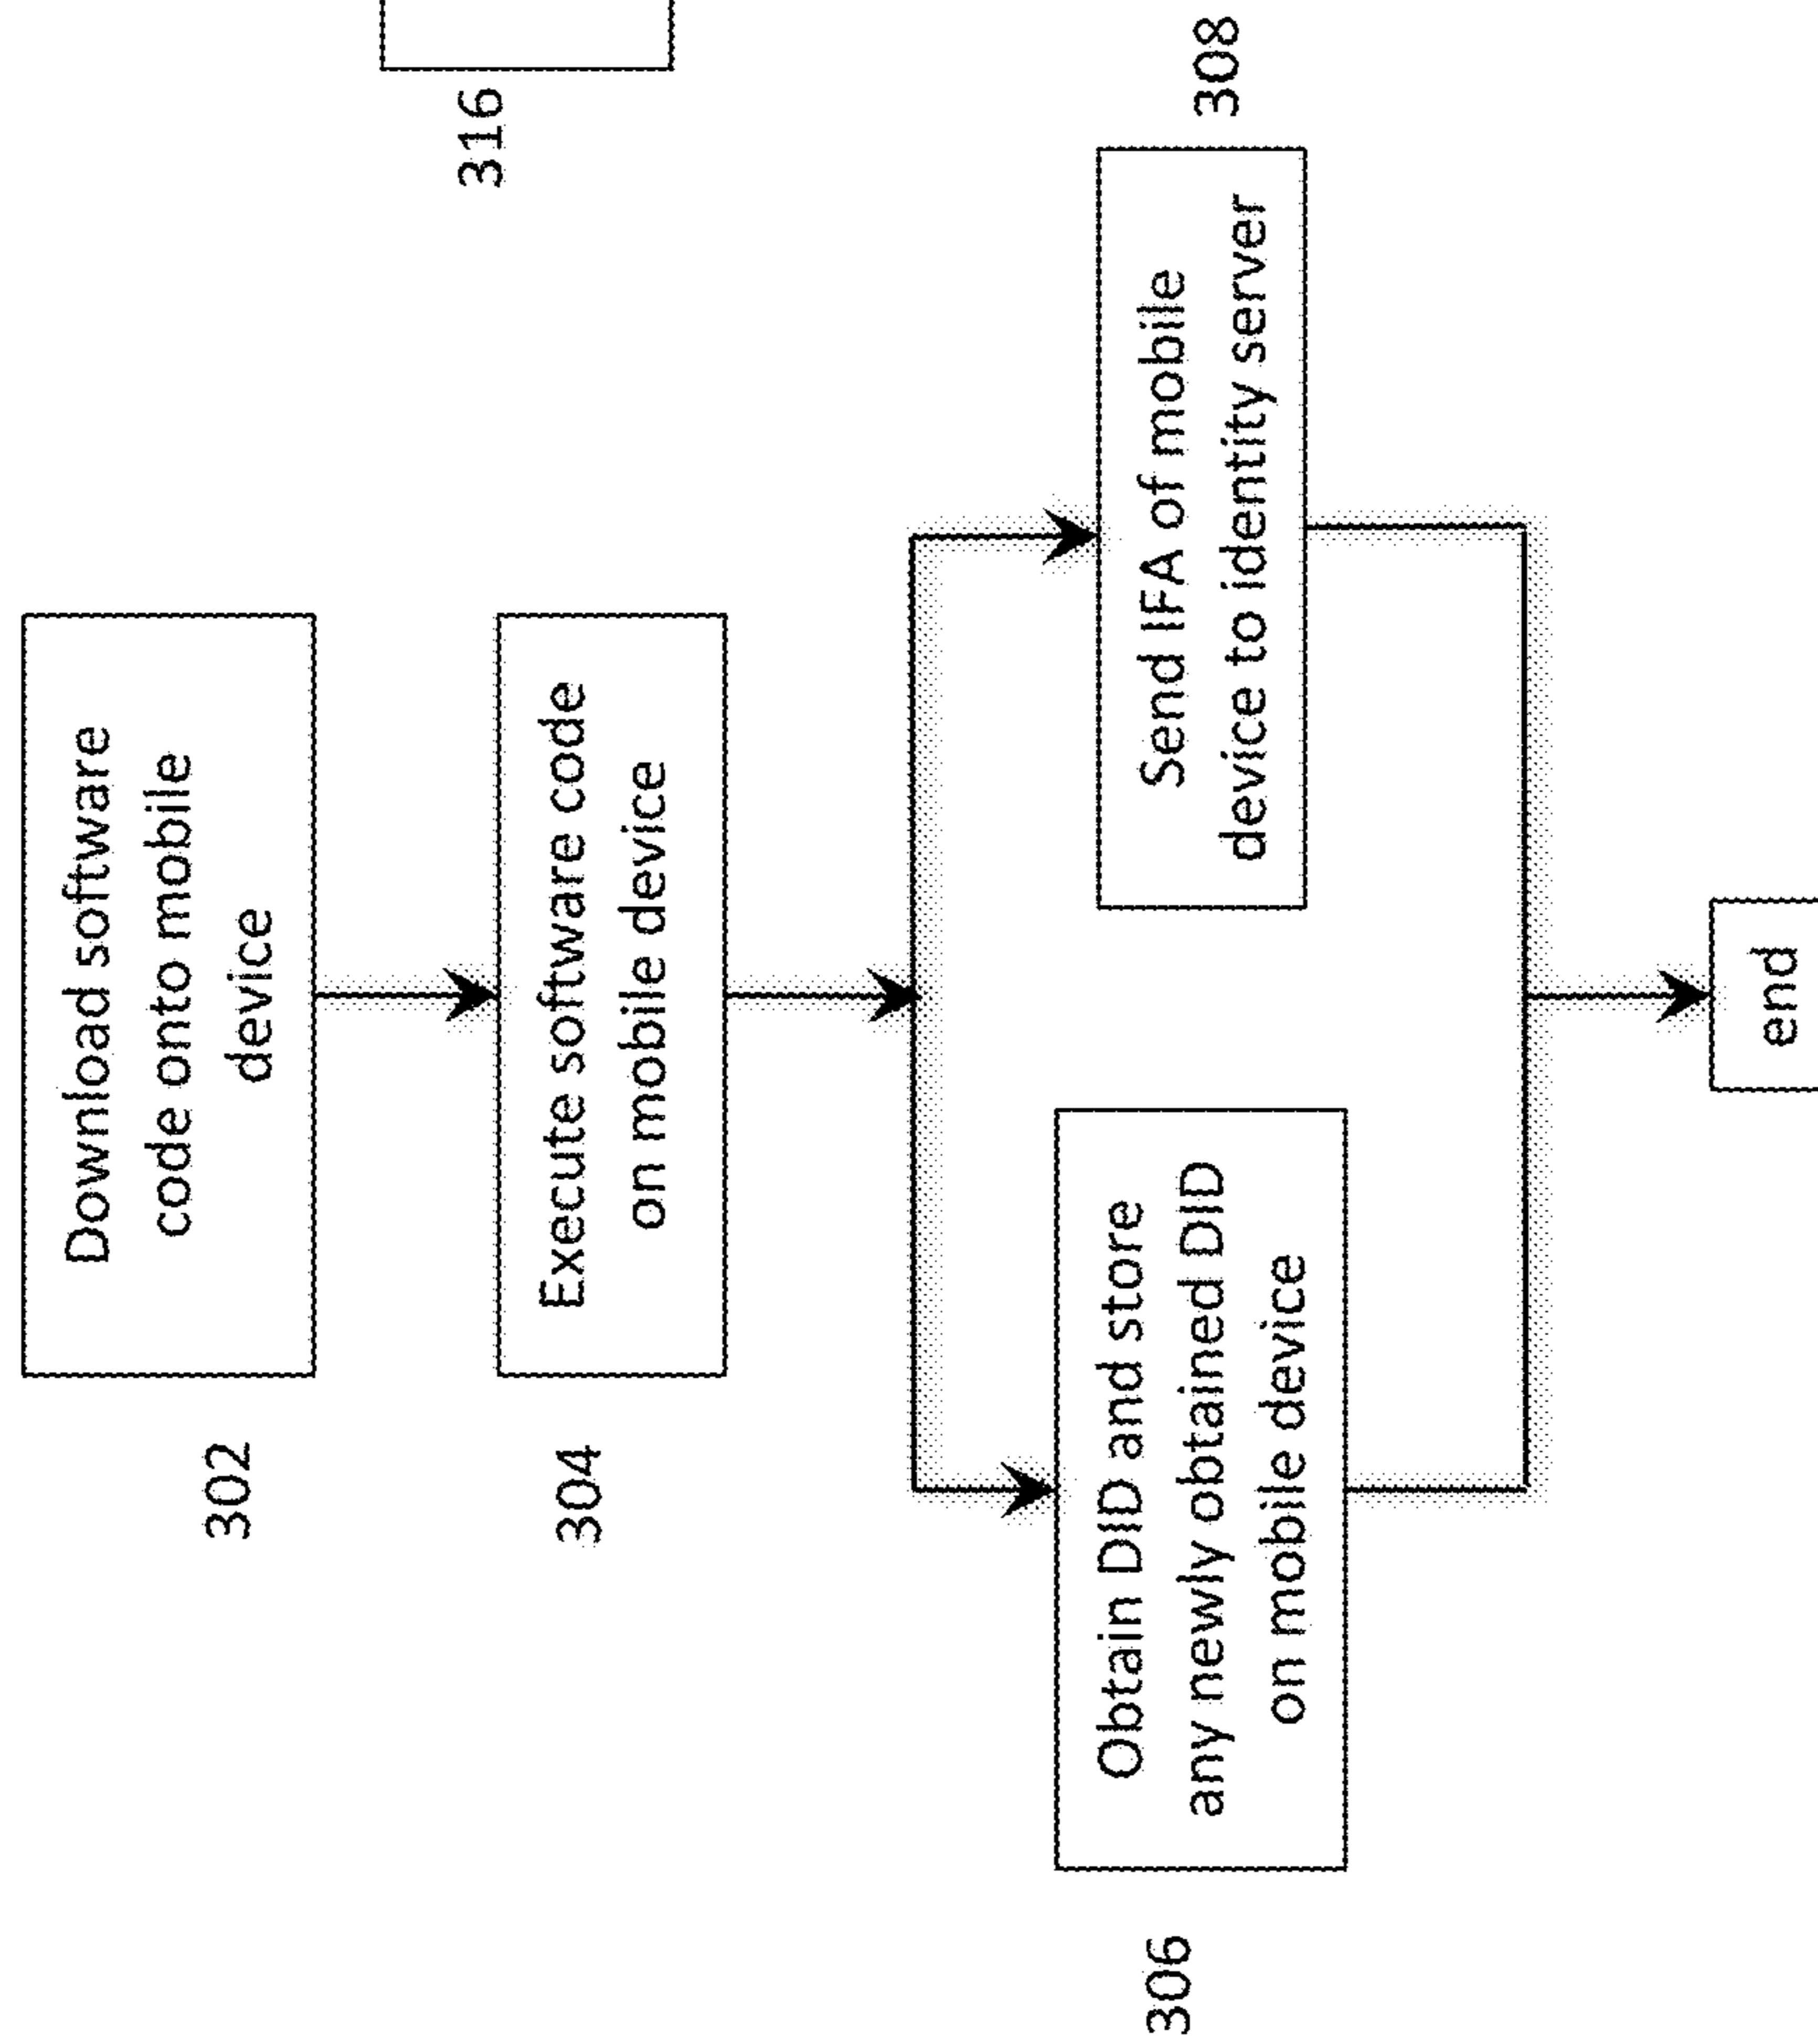 302
Download software
code onto mobile
device
304
Execute software code
on mobile device
306
Obtain DID and store
any newly obtained DID
on mobile device
Send IFA of mobile
device to identity server
308
end
316